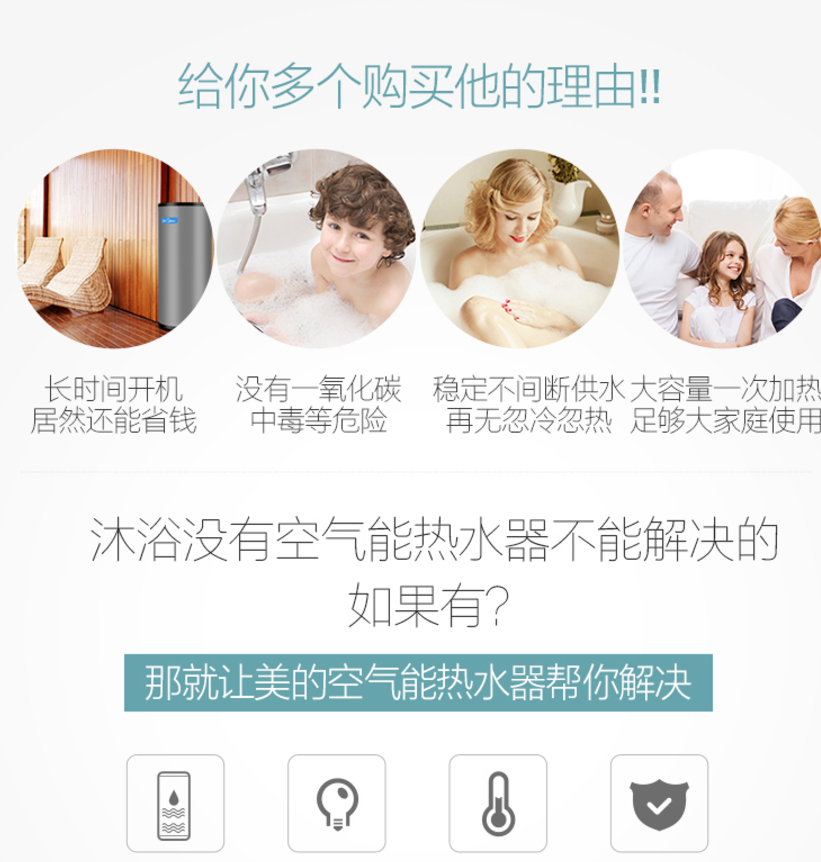 给你多个购买他的理由!!
长时间开机
居然还能省钱
没有一氧化碳
中毒等危险
稳定不间断供水
再无忽冷忽热
大容量一次加热
足够大家庭使用
沐浴没有空气能热水器不能解决的
如果有?
那就让美的空气能热水器帮你解决